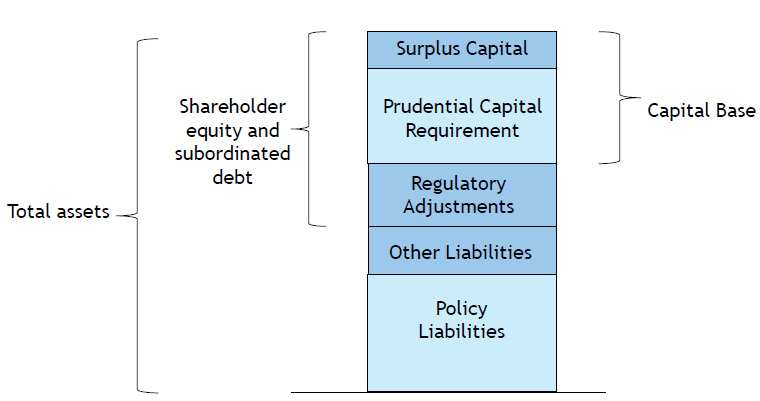 Surplus Capital
Prudential Capital
Requirement
Capital Base
Shareholder
equity and
subordinated
debt
Regulatory
Adjustments
Total assets
Other Liabilities
Policy
Liabilities